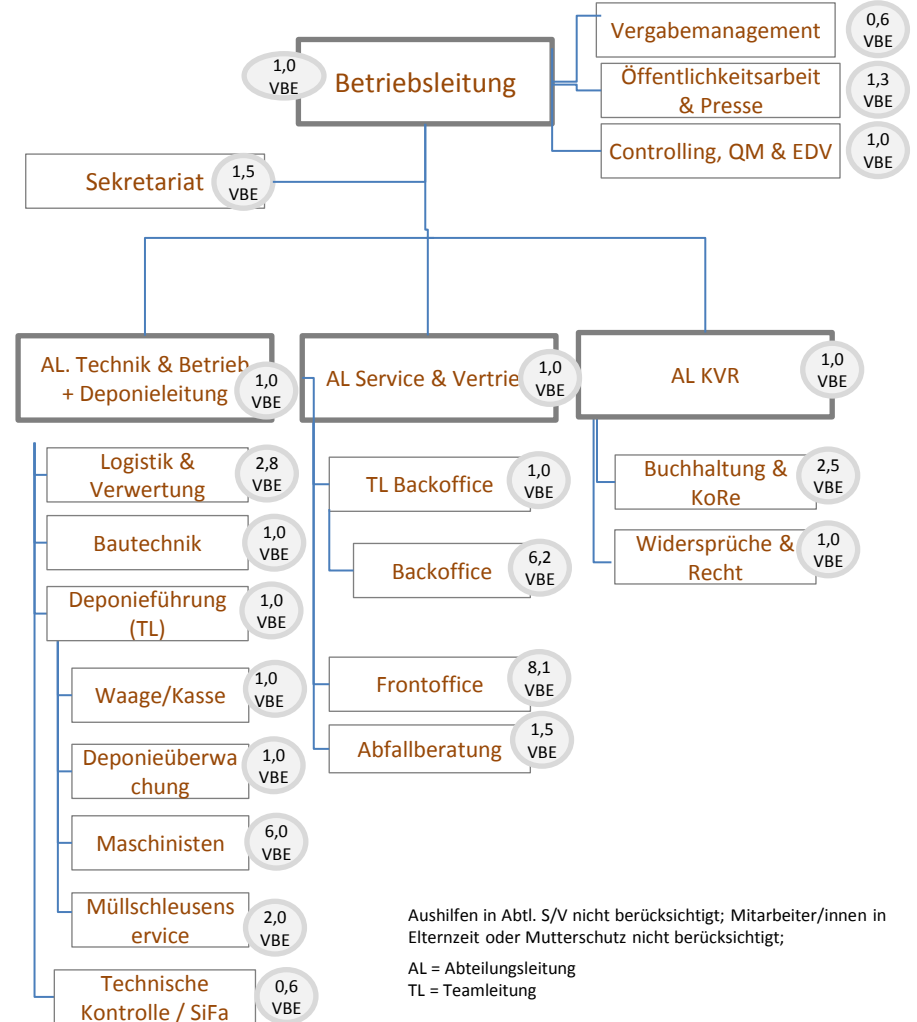 Vergabemanagement
0,6
VBE
1,0
VBE
Betriebsleitung
Öffentlichkeitsarbeit
& Presse
1,3
VBE
Controlling, QM & EDV
1,0
VBE
Sekretariat
1,5
VBE
AL. Technik & Betrieb
+ Deponieleitung
1,0
VBE
AL Service & Vertrie
1,0
VBE
AL KVR
1,0
VBE
Logistik &
Verwertung
2,8
VBE
Bautechnik
1,0
VBE
Deponieführung
(TL)
1,0
VBE
Waage/Kasse
1,0
VBE
Deponieüberwa
chung
1,0
VBE
Maschinisten
6,0
VBE
Müllschleusens
ervice
2,0
VBE
Technische
Kontrolle / SiFa
0,6
VBE
TL Backoffice
1,0
VBE
Backoffice
6,2
VBE
Frontoffice
8,1
VBE
Abfallberatung
1,5
VBE
Buchhaltung &
KoRe
2,5
VBE
Widersprüche &
Recht
1,0
VBE
Aushilfen in Abtl. S/V nicht berücksichtigt; Mitarbeiter/innen in
Elternzeit oder Mutterschutz nicht berücksichtigt;
AL = Abteilungsleitung
TL = Teamleitung